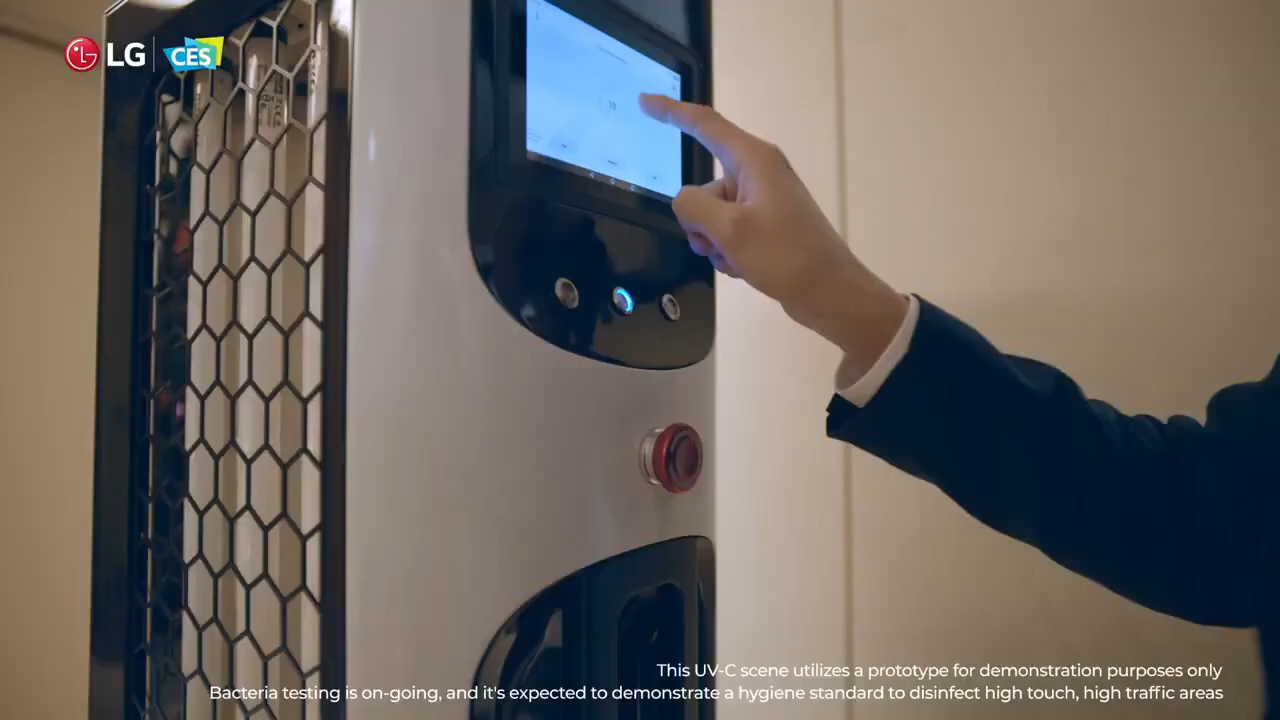 LG
CES
This UV-C scene utilizes a prototype for demonstration purposes only
Bacteria testing is on-going, and it's expected to demonstrate a hygiene standard to disinfect high touch, high traffic areas